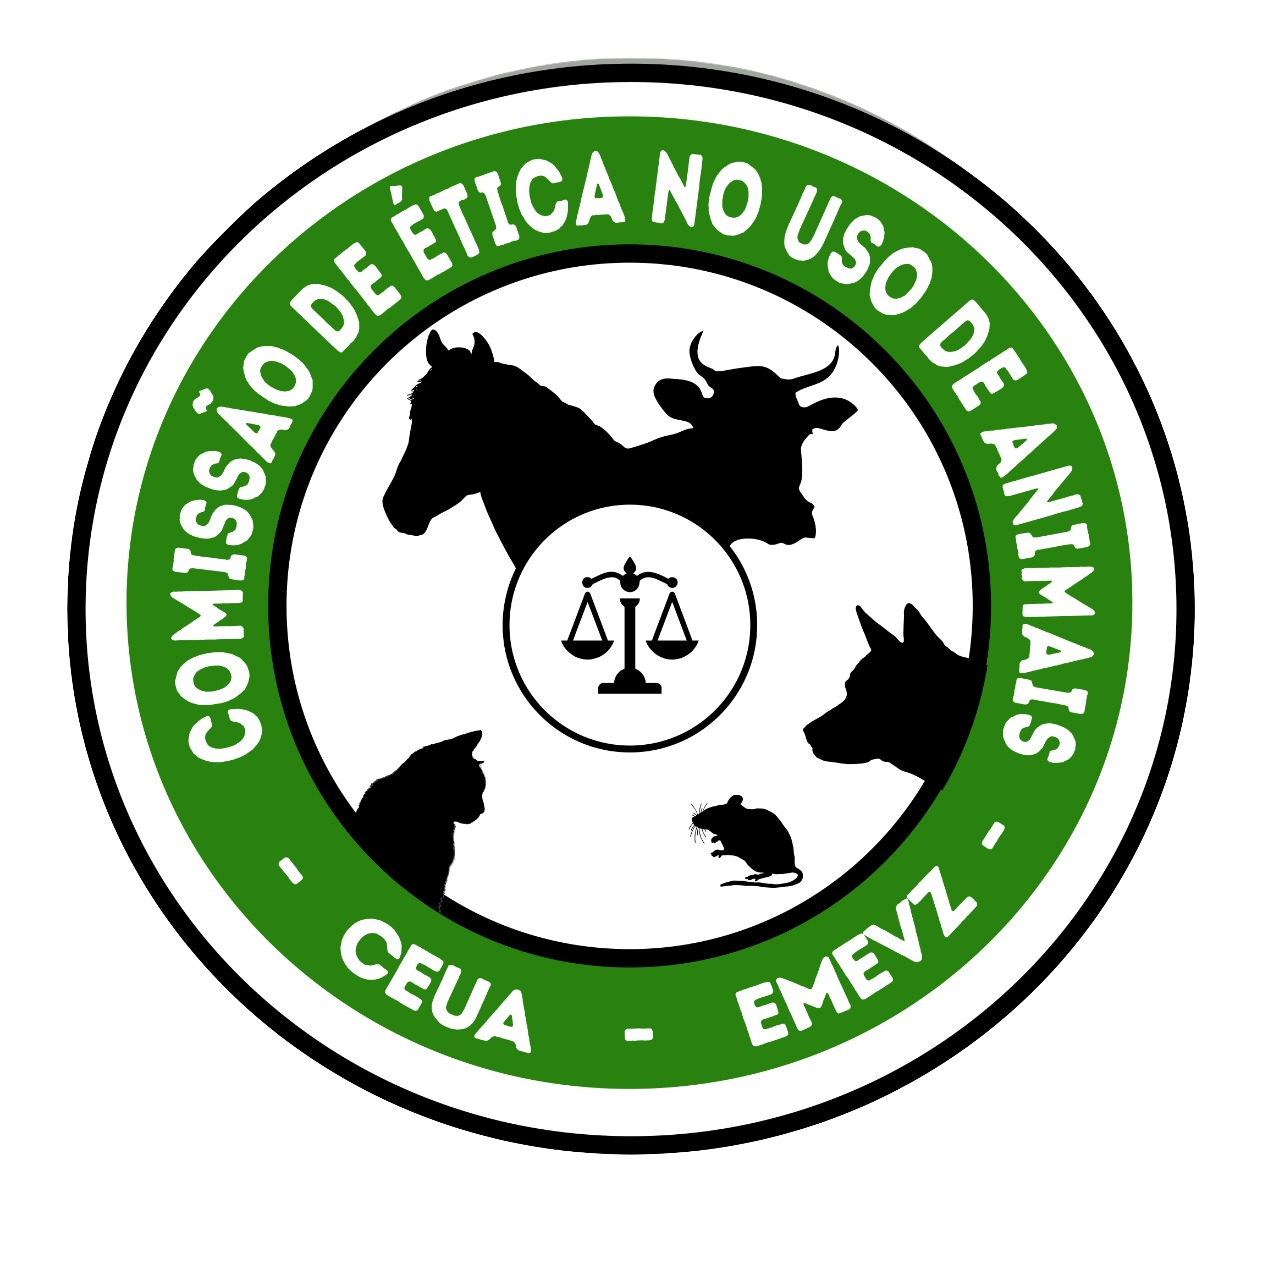 COMISSÃO DE ÉTICA NO USO DE ANIMAIS
- CEUA - EMEVZ -